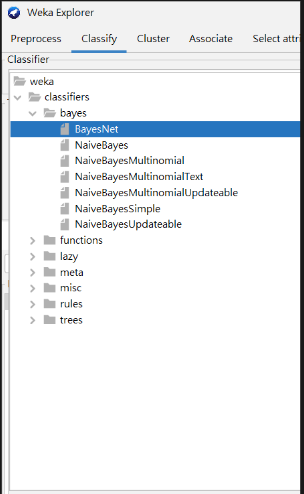 Weka Explorer
Preprocess Classify Cluster Associate Select attri
Classifier
weka
classifiers
bayes
BayesNet
NaiveBayes
NaiveBayesMultinomial
NaiveBayesMultinomialText
NaiveBayesMultinomialUpdateable
NaiveBayesSimple
NaiveBayesUpdateable
functions
lazy
meta
misc
rules
trees